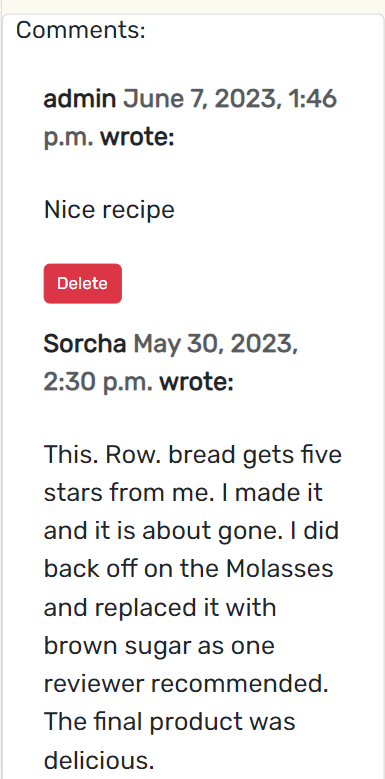 Comments:
admin June 7, 2023, 1:46
p.m. wrote:
Nice recipe
Delete
Sorcha May 30, 2023,
2:30 p.m. wrote:
This. Row. bread gets five
stars from me. I made it
and it is about gone. I did
back off on the Molasses
and replaced it with
brown sugar as one
reviewer recommended.
The final product was
delicious.